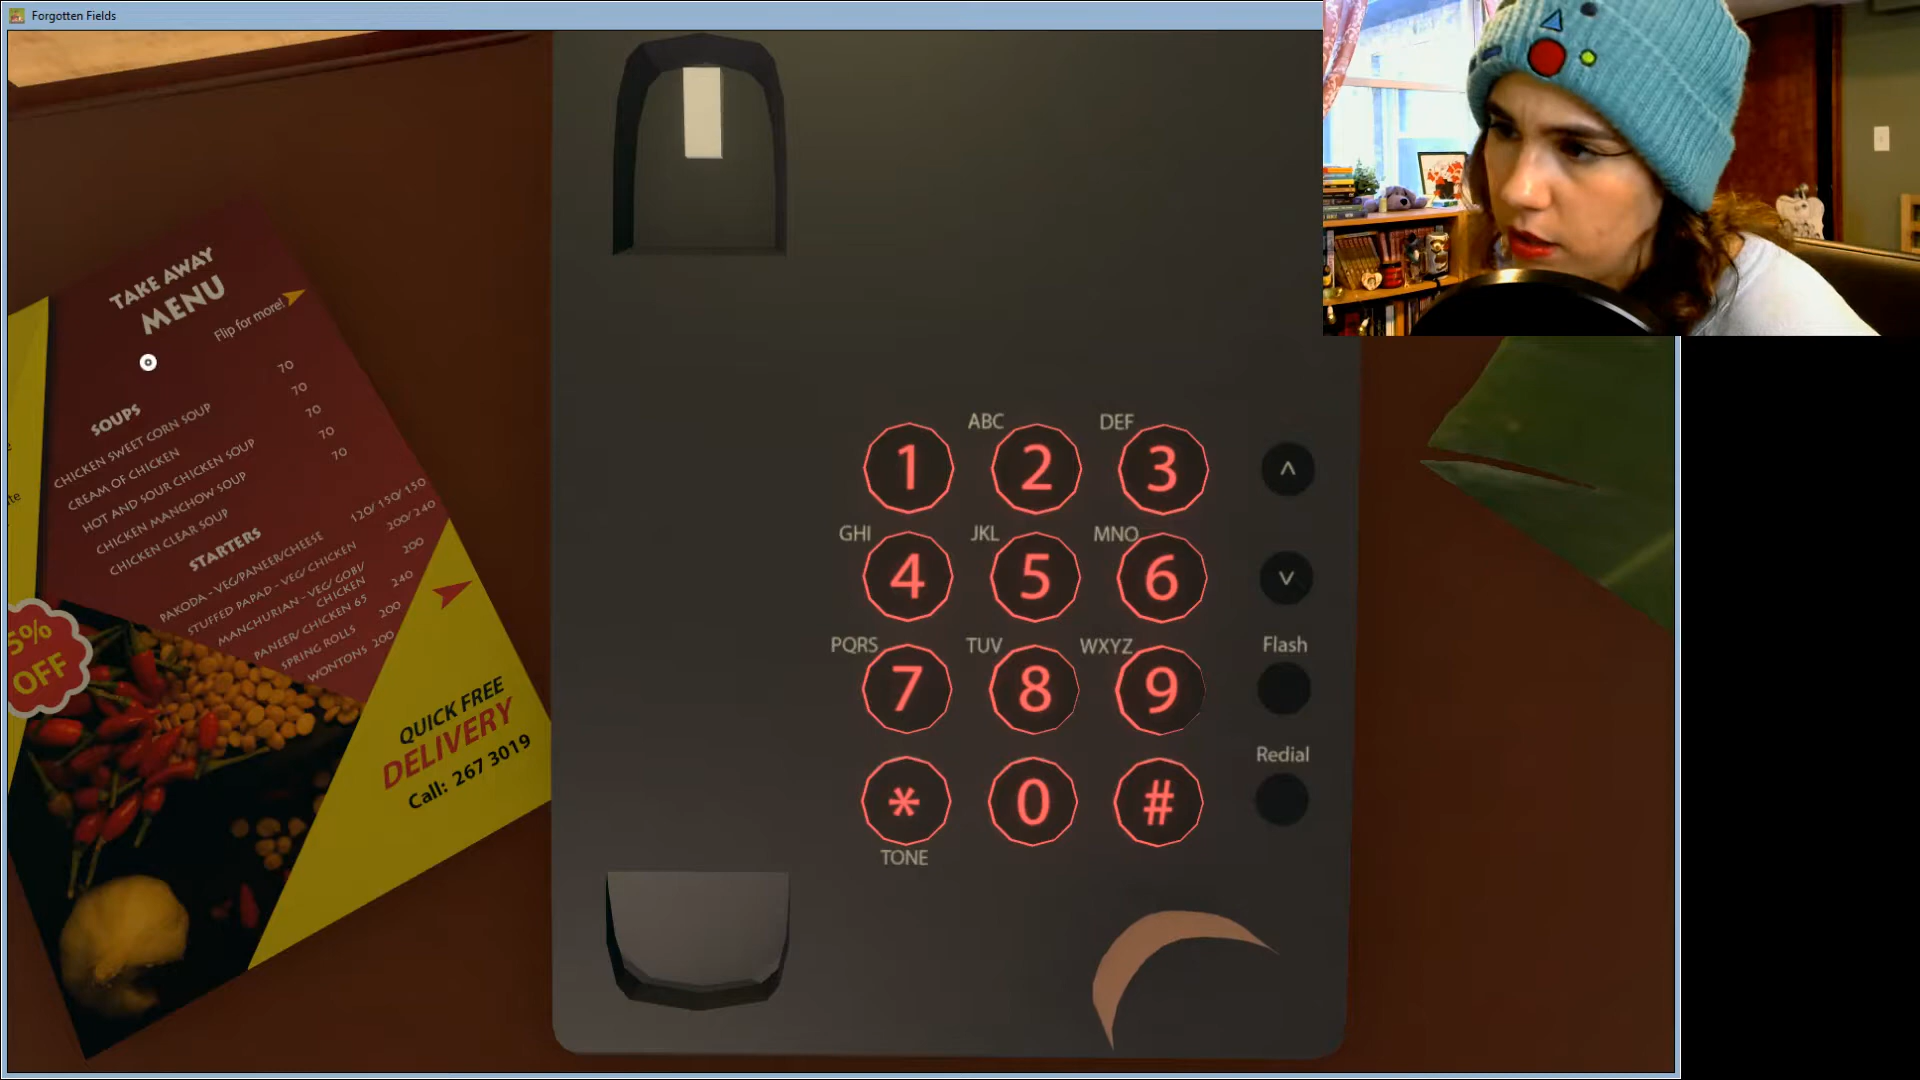 Forgotten Fields
TAKE AWAY
MENU
Flip for more!
SOUPS
CHICKEN SWEET CORN SOUP 70
CREAM OF CHICKEN 70
HOT AND SOUR CHICKEN SOUP 70
CHICKEN MANCHOW SOUP 70
CHICKEN CLEAR SOUP 70
STARTERS
PAKODA - VEG/PANEER/CHEESE 120/150/150
STUFFED PAPAD - VEG/ CHICKEN 200/240
MANCHURIAN - VEG/ GOBI/ 200
CHICKEN
PANEER/ CHICKEN 65 240
SPRING ROLLS 200
WONTONS 200
5%
OFF
QUICK FREE
DELIVERY
Call: 267 3019
ABC DEF
1 2 3 ^
GHI JKL MNO
4 5 6 v
PQRS TUV WXYZ Flash
7 8 9
Redial
* 0 #
TONE